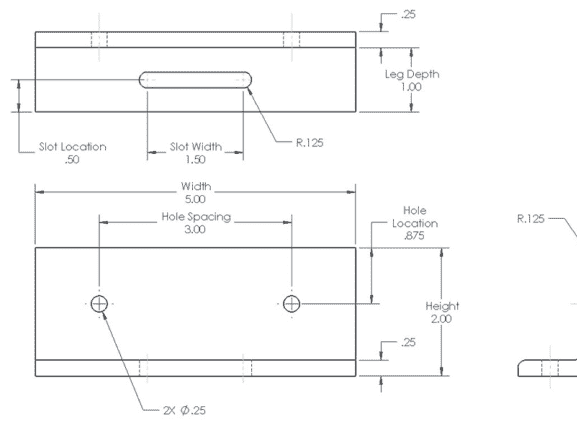 .25
Leg Depth
1.00
Slot Location
.50
Slot Width
1.50
R.125
Width
5.00
Hole Spacing
3.00
Hole
Location
.875
R.125
Height
2.00
.25
2X Ø.25